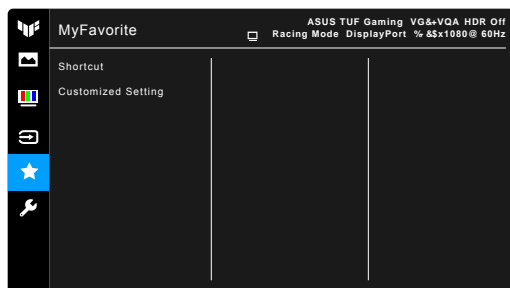 MyFavorite
ASUS TUF Gaming VG&+VQA HDR Off
Racing Mode DisplayPort % &$x1080@ 60Hz
Shortcut
Customized Setting